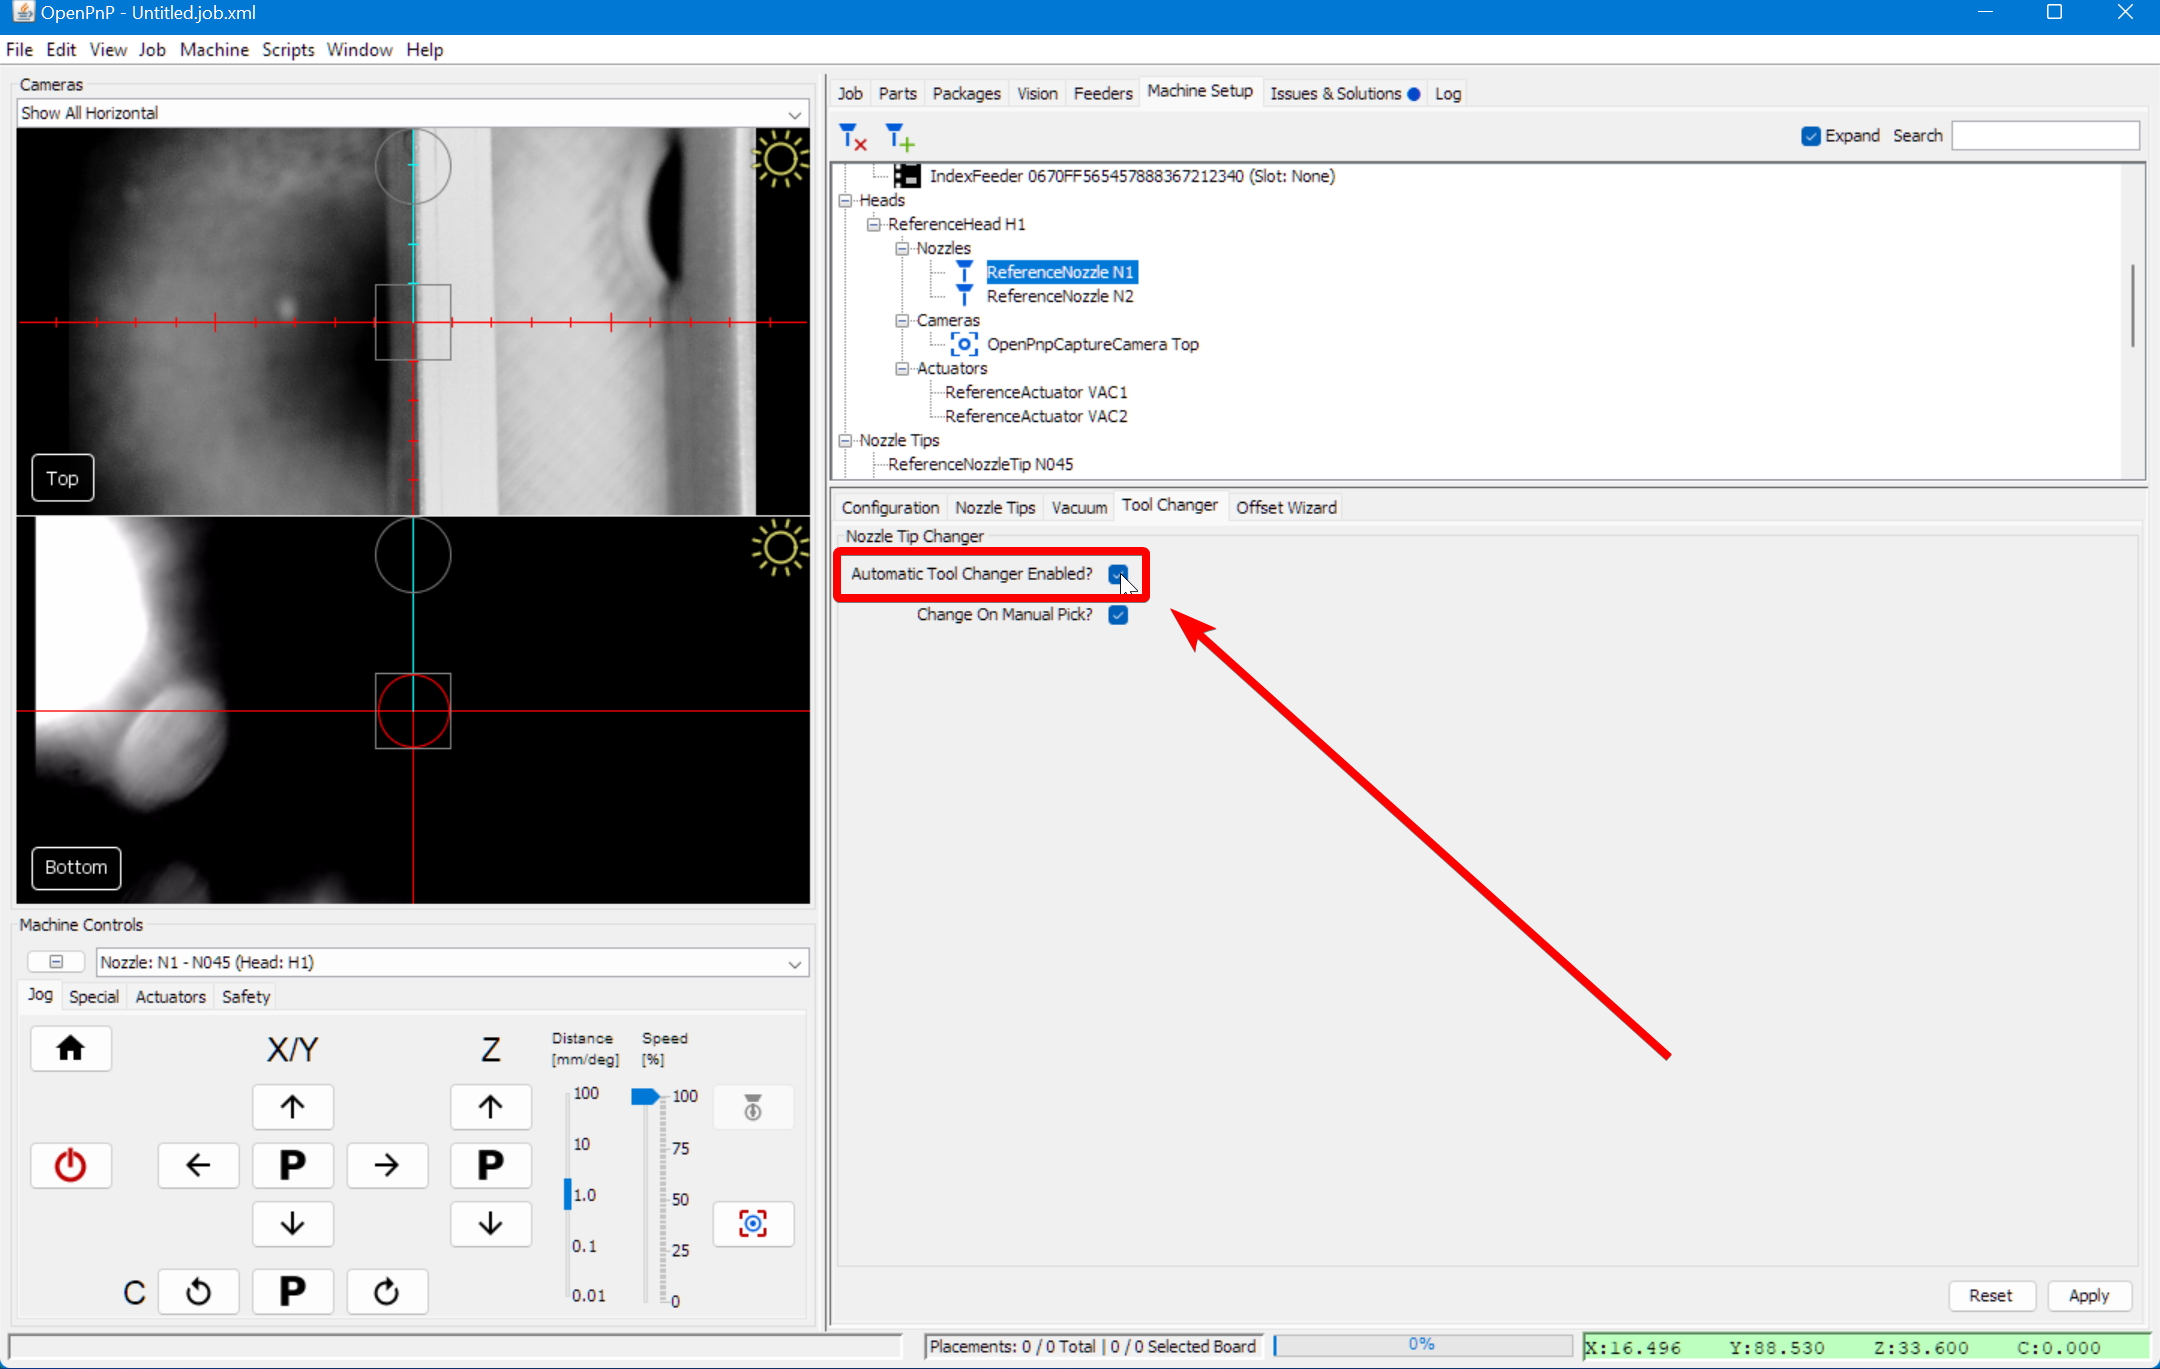 OpenPnP - Untitled.job.xml
File Edit View Job Machine Scripts Window Help
Cameras
Show All Horizontal
Top
Bottom
Machine Controls
Nozzle: N1 - N045 (Head: H1)
Jog Special Actuators Safety
X/Y
Z
Distance [mm/deg]
Speed [%]
100
10
1.0
0.1
0.01
100
75
50
25
0
P
P
C
P
Job Parts Packages Vision Feeders Machine Setup Issues & Solutions Log
Expand Search
IndexFeeder 0670FF565457888367212340 (Slot: None)
Heads
ReferenceHead H1
Nozzles
ReferenceNozzle N1
ReferenceNozzle N2
Cameras
OpenPnpCaptureCamera Top
Actuators
ReferenceActuator VAC1
ReferenceActuator VAC2
Nozzle Tips
ReferenceNozzleTip N045
Configuration Nozzle Tips Vacuum Tool Changer Offset Wizard
Nozzle Tip Changer
Automatic Tool Changer Enabled?
Change On Manual Pick?
Reset Apply
Placements: 0 / 0 Total | 0 / 0 Selected Board
0%
X:16.496 Y:88.530 Z:33.600 C:0.000